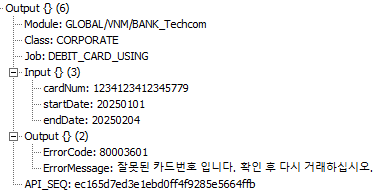 Output {} (6)
Module: GLOBAL/VNM/BANK_Techcom
Class: CORPORATE
Job: DEBIT_CARD_USING
Input {} (3)
cardNum: 1234123412345779
startDate: 20250101
endDate: 20250204
Output {} (2)
ErrorCode: 80003601
ErrorMessage: 잘못된 카드번호 입니다. 확인 후 다시 거래하십시오.
API_SEQ: ec165d7ed3e1ebd0ff4f9285e5664ffb